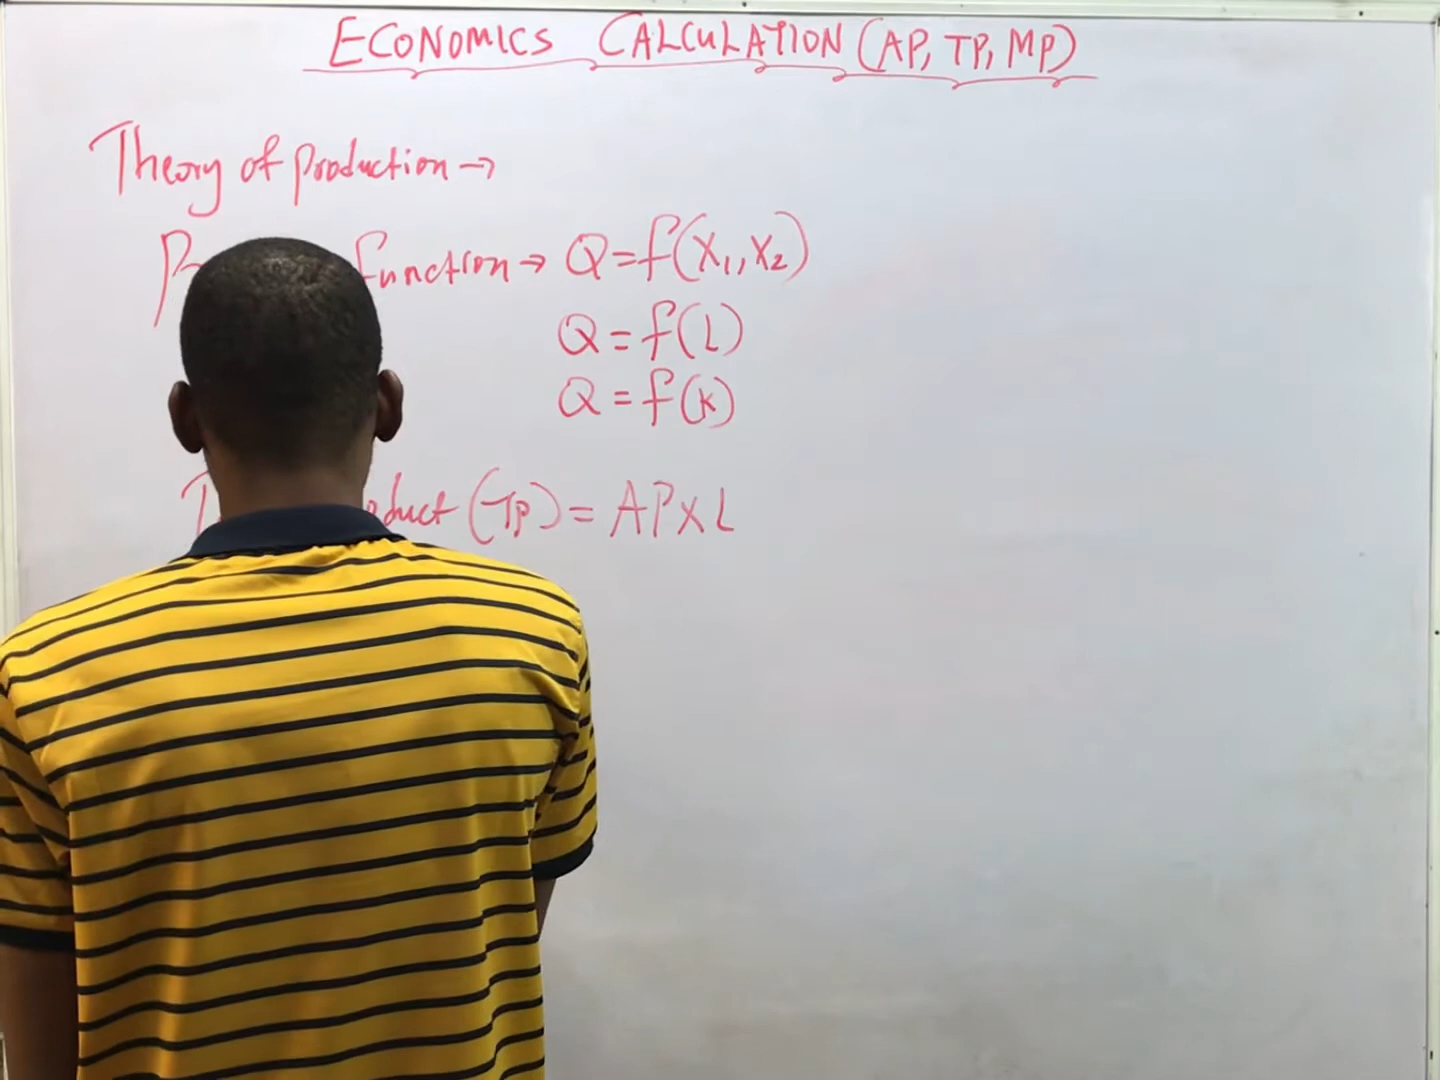 ECONOMICS CALCULATION (AP, TP, MP)
Theory of production →
function → Q = f(X₁, X₂)
Q = f(L)
Q = f(K)
(TP) = AP X L